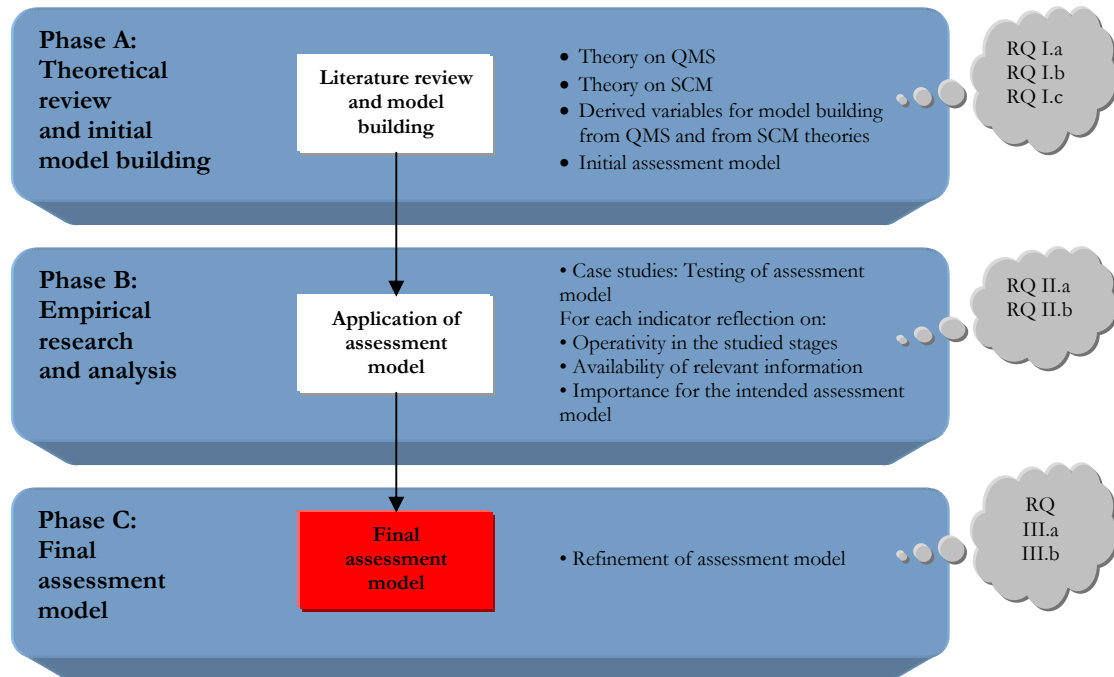 Phase A:
Theoretical
review
and initial
model building
Literature review
and model
building
• Theory on QMS
• Theory on SCM
• Derived variables for model building
from QMS and from SCM theories
• Initial assessment model
RQ I.a
RQ I.b
RQ I.c
Phase B:
Empirical
research
and analysis
Application of
assessment
model
• Case studies: Testing of assessment
model
For each indicator reflection on:
• Operativity in the studied stages
• Availability of relevant information
• Importance for the intended assessment
model
RQ II.a
RQ II.b
Phase C:
Final
assessment
model
Final
assessment
model
• Refinement of assessment model
RQ
III.a
III.b